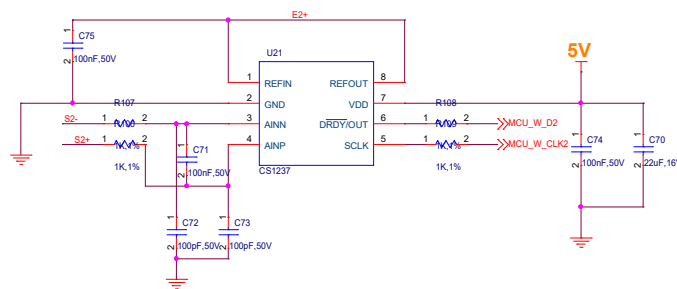 E2+
C75
100nF,50V
U21
5V
1 REFIN REFOUT 8
2 GND VDD 7
3 AINN DRDY/OUT 6
4 AINP SCLK 5
CS1237
R107
S2-
1 2
S2+
1 2
1K,1%
C71
100nF,50V
R108
1 2
MCU_W_D2
1 2
MCU_W_CLK2
1K,1%
C74
100nF,50V
C70
22uF,16V
C72
100pF,50V
C73
100pF,50V